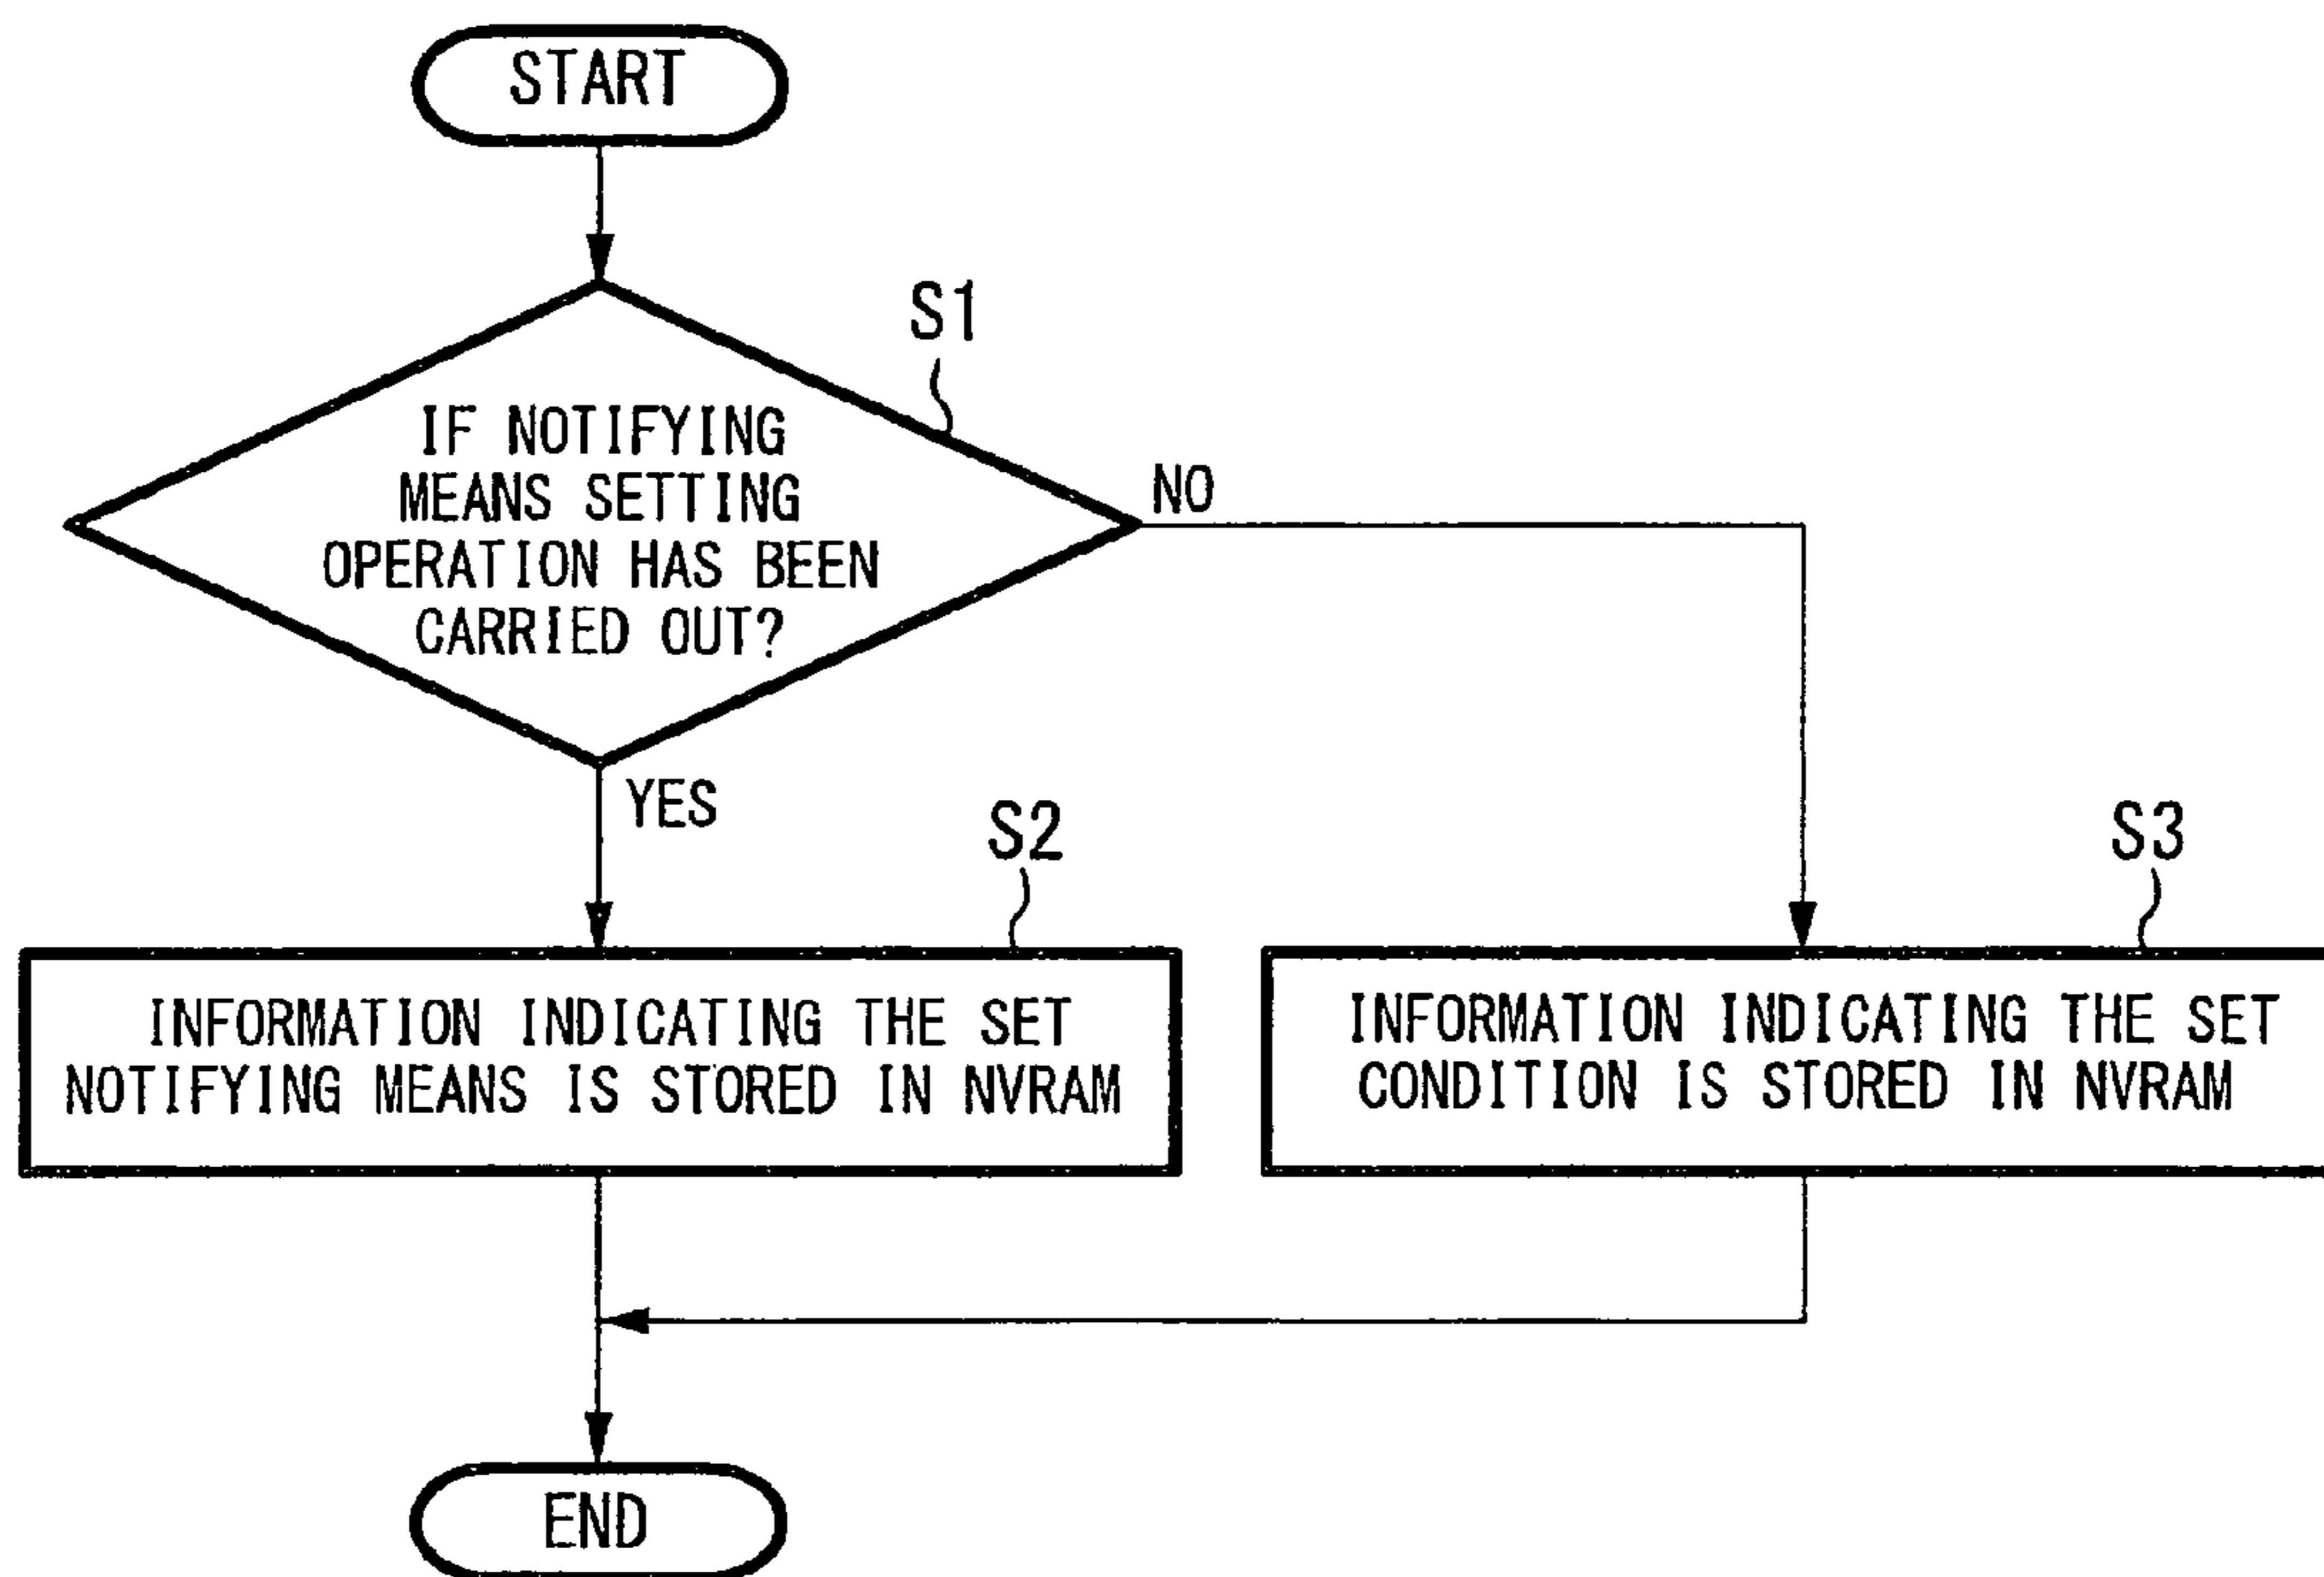 START
S1
IF NOTIFYING
MEANS SETTING
OPERATION HAS BEEN
CARRIED OUT?
NO
YES
S2
S3
INFORMATION INDICATING THE SET
NOTIFYING MEANS IS STORED IN NVRAM
INFORMATION INDICATING THE SET
CONDITION IS STORED IN NVRAM
END